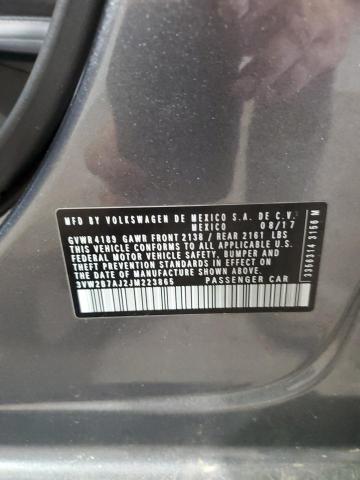 MFD. BY VOLKSWAGEN DE MEXICO S.A. DE C.V.
MEXICO 08/17
GVWR 4189 GAWR FRONT 2138 / REAR 2161 LBS
THIS VEHICLE CONFORMS TO ALL APPLICABLE U.S.
FEDERAL MOTOR VEHICLE SAFETY, BUMPER, AND
THEFT PREVENTION STANDARDS IN EFFECT ON
THE DATE OF MANUFACTURE SHOWN ABOVE
3VW2B7AJ2JM223865 PASSENGER CAR